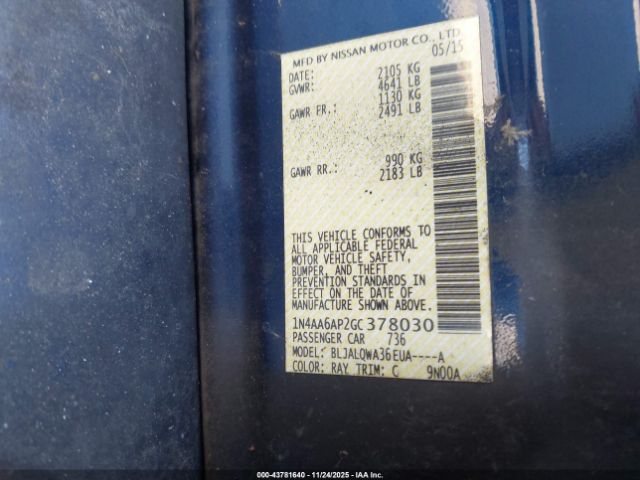 MFD BY NISSAN MOTOR CO., LTD.
DATE: 05/15
GVWR: 2105 KG
4641 LB
GAWR FR.: 1130 KG
2491 LB
GAWR RR.: 990 KG
2183 LB
THIS VEHICLE CONFORMS TO
ALL APPLICABLE FEDERAL
MOTOR VEHICLE SAFETY,
BUMPER, AND THEFT
PREVENTION STANDARDS IN
EFFECT ON THE DATE OF
MANUFACTURE SHOWN ABOVE.
1N4AA6AP2GC378030
PASSENGER CAR 736
MODEL: BLJALQWA36EUA----A
COLOR: RAY TRIM: C 9N00A
000-43781640 - 11/24/2025 - IAAI.COM